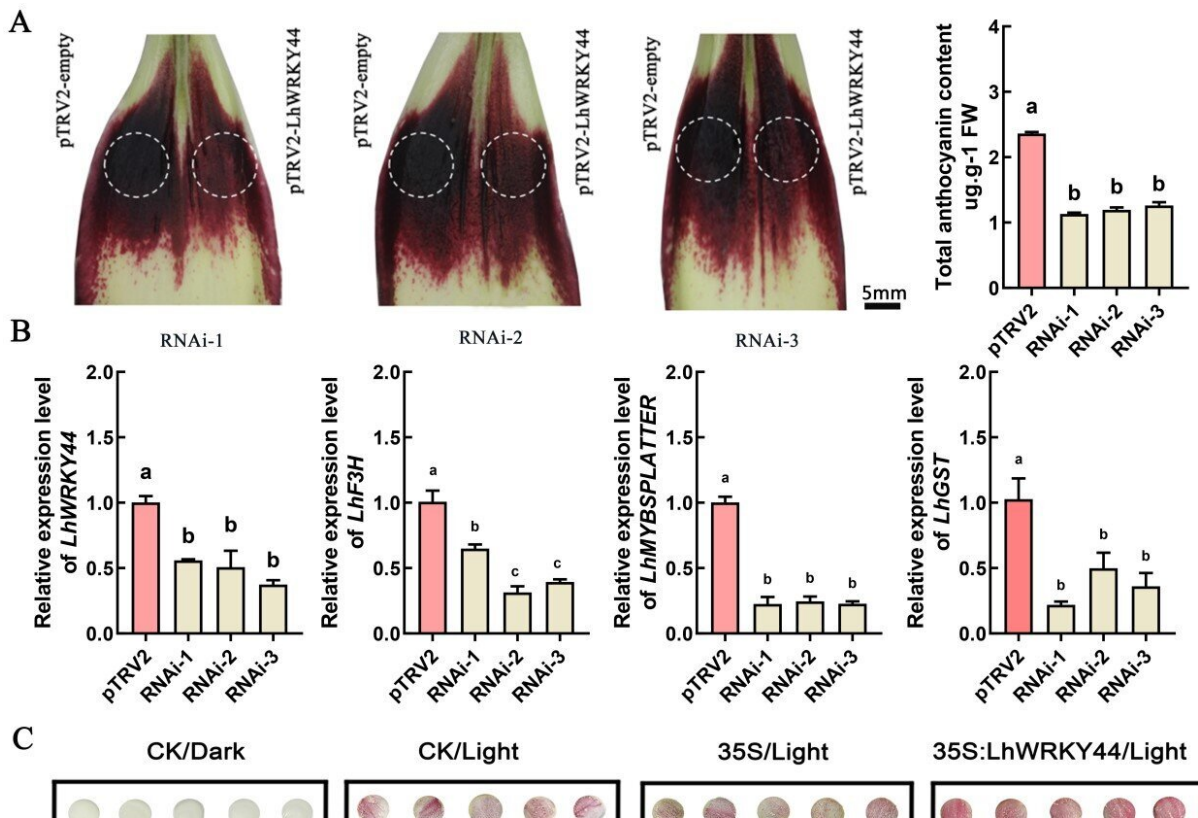 A
pTRV2-empty
pTRV2-LhWRKY44
pTRV2-empty
pTRV2-LhWRKY44
pTRV2-empty
pTRV2-LhWRKY44
5mm
RNAi-1
RNAi-2
RNAi-3
Total anthocyanin content
ug.g-1 FW
4
3
2
1
0
a
b
b
b
pTRV2
RNAi-1
RNAi-2
RNAi-3
B
Relative expression level
of LhWRKY44
2.0
1.5
1.0
0.5
0.0
a
b
b
b
pTRV2
RNAi-1
RNAi-2
RNAi-3
Relative expression level
of LhF3H
2.0
1.5
1.0
0.5
0.0
a
b
c
c
pTRV2
RNAi-1
RNAi-2
RNAi-3
Relative expression level
of LhMYBSPLATTER
2.0
1.5
1.0
0.5
0.0
a
b
b
b
pTRV2
RNAi-1
RNAi-2
RNAi-3
Relative expression level
of LhGST
2.0
1.5
1.0
0.5
0.0
a
b
b
b
pTRV2
RNAi-1
RNAi-2
RNAi-3
C
CK/Dark
CK/Light
35S/Light
35S:LhWRKY44/Light